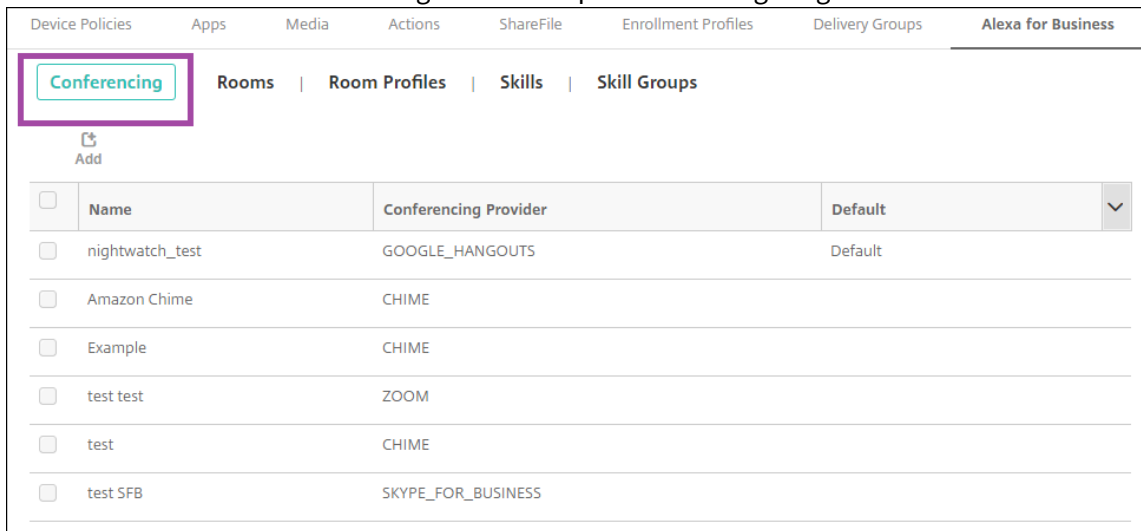 Device Policies Apps Media Actions ShareFile Enrollment Profiles Delivery Groups Alexa for Business
Conferencing Rooms | Room Profiles | Skills | Skill Groups
Add
Name Conferencing Provider Default
nightwatch_test GOOGLE_HANGOUTS Default
Amazon Chime CHIME
Example CHIME
test test ZOOM
test CHIME
test SFB SKYPE_FOR_BUSINESS